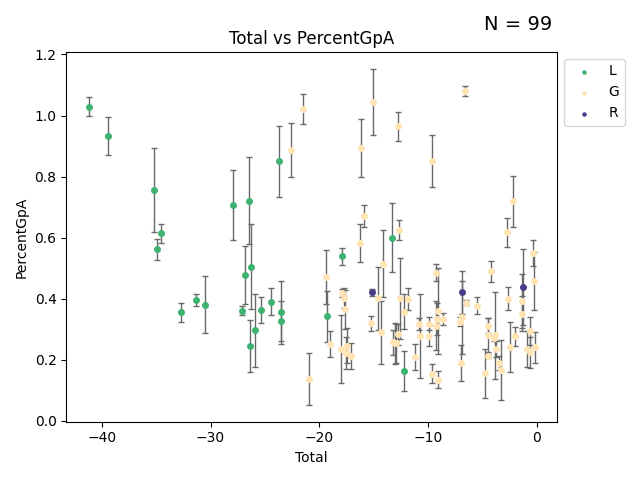 N = 99
Total vs PercentGpA
L
G
R
PercentGpA
1.2
1.0
0.8
0.6
0.4
0.2
0.0
−40
−30
−20
−10
0
Total